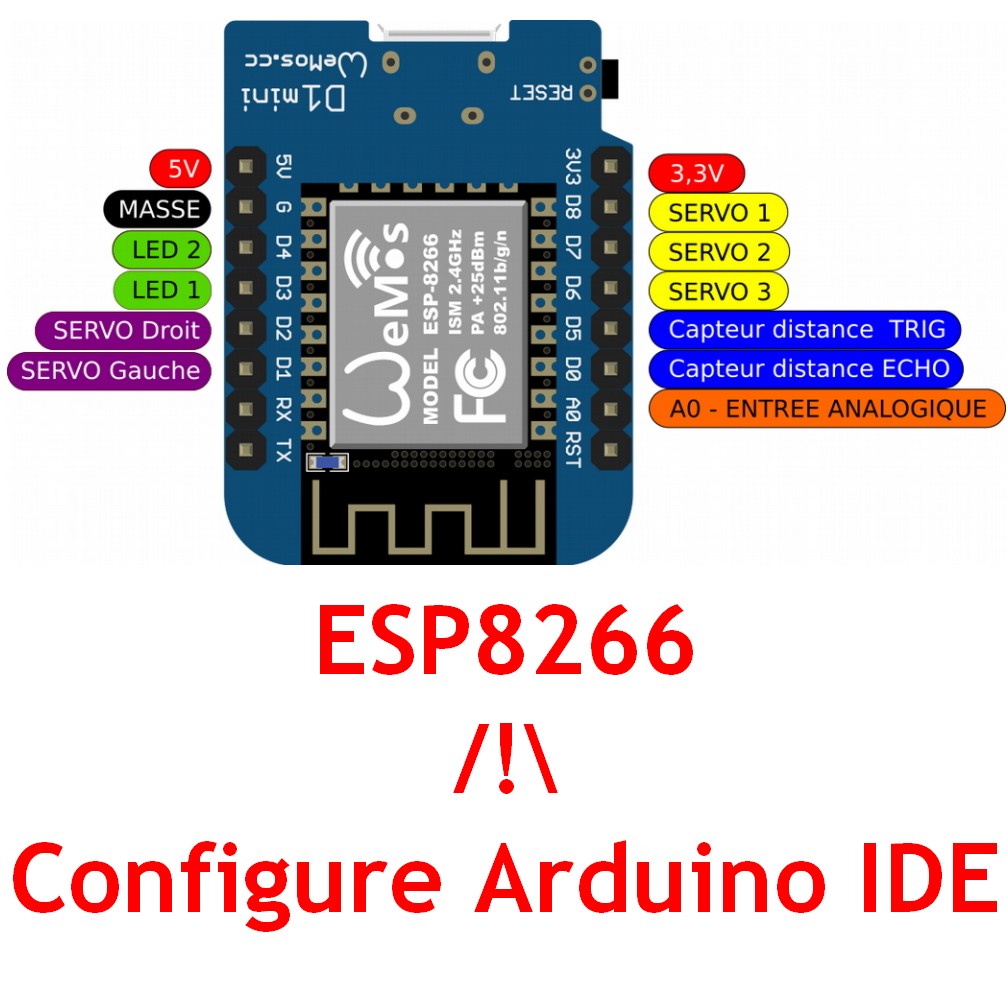 WeMos.cc
D1mini
RESET
5V
MASSE
LED 2
LED 1
SERVO Droit
SERVO Gauche
5V
G
D4
D3
D2
D1
RX
TX
WeMos
MODEL ESP-8266
ISM 2.4GHz
PA +25dBm
802.11b/g/n
FC
3V3
D8
D7
D6
D5
D0
A0
RST
3,3V
SERVO 1
SERVO 2
SERVO 3
Capteur distance TRIG
Capteur distance ECHO
A0 - ENTREE ANALOGIQUE
ESP8266
/!\
Configure Arduino IDE